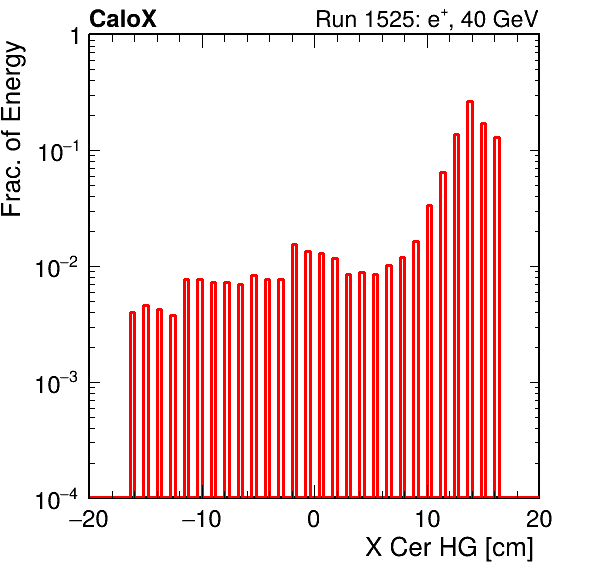 CaloX Run 1525: e⁺, 40 GeV
Frac. of Energy
1
10⁻¹
10⁻²
10⁻³
10⁻⁴
−20 −10 0 10 20
X Cer HG [cm]